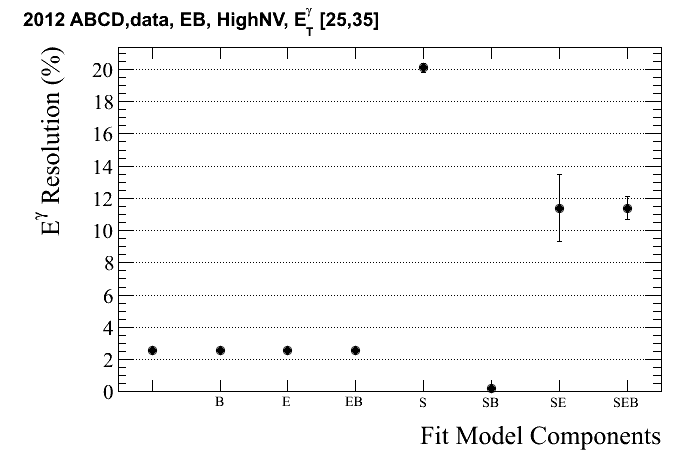 2012 ABCD,data, EB, HighNV, E_T^γ [25,35]
E^γ Resolution (%)
20
18
16
14
12
10
8
6
4
2
0
B E EB S SB SE SEB
Fit Model Components